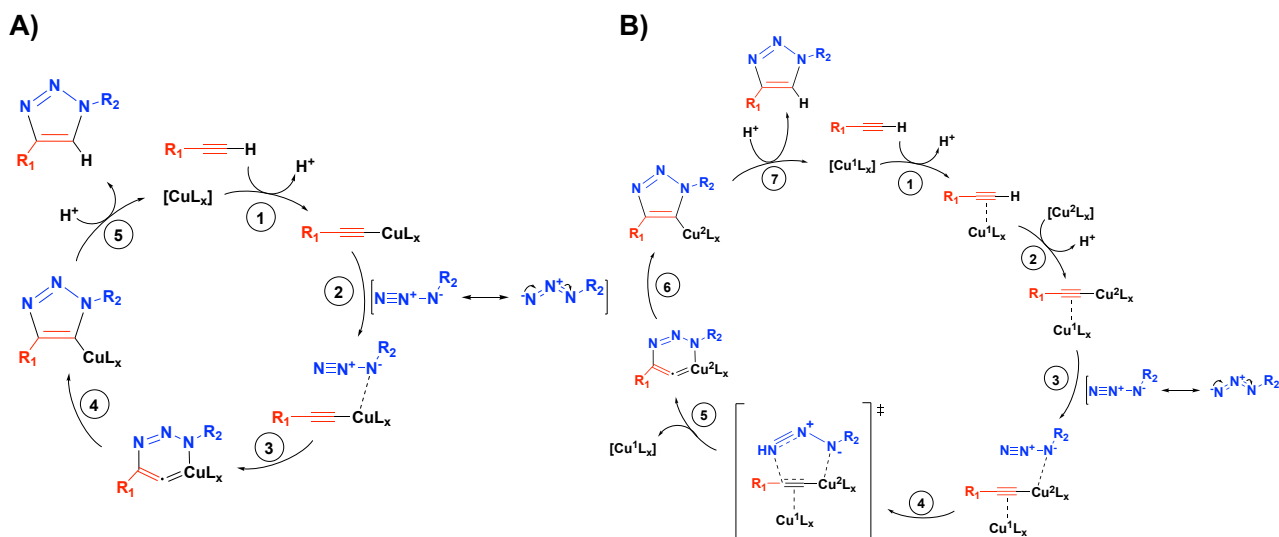 A)
B)
N
N
N
R₂
R₁
H
R₁
H
[CuLₓ]
H⁺
1
H⁺
5
R₁
CuLₓ
2
N≡N⁺–N⁻
R₂
⁻N
N⁺
N
R₂
N≡N⁺–N⁻
R₂
R₁
CuLₓ
3
N
N
N
R₂
R₁
CuLₓ
4
N
N
N
R₂
R₁
CuLₓ
N
N
N
R₂
R₁
H
H⁺
7
R₁
H
[Cu¹Lₓ]
H⁺
1
R₁
H
Cu¹Lₓ
[Cu²Lₓ]
H⁺
2
R₁
Cu²Lₓ
Cu¹Lₓ
3
N≡N⁺–N⁻
R₂
⁻N
N⁺
N
R₂
N≡N⁺–N⁻
R₂
R₁
Cu²Lₓ
Cu¹Lₓ
4
‡
HN
N
+
N
-
R₂
R₁
Cu²Lₓ
Cu¹Lₓ
5
[Cu¹Lₓ]
N
N
N
R₂
R₁
Cu²Lₓ
6
N
N
N
R₂
R₁
Cu²Lₓ